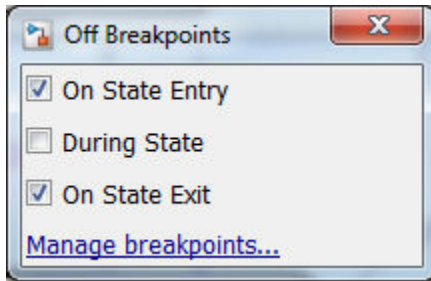 Off Breakpoints
On State Entry
During State
On State Exit
Manage breakpoints...